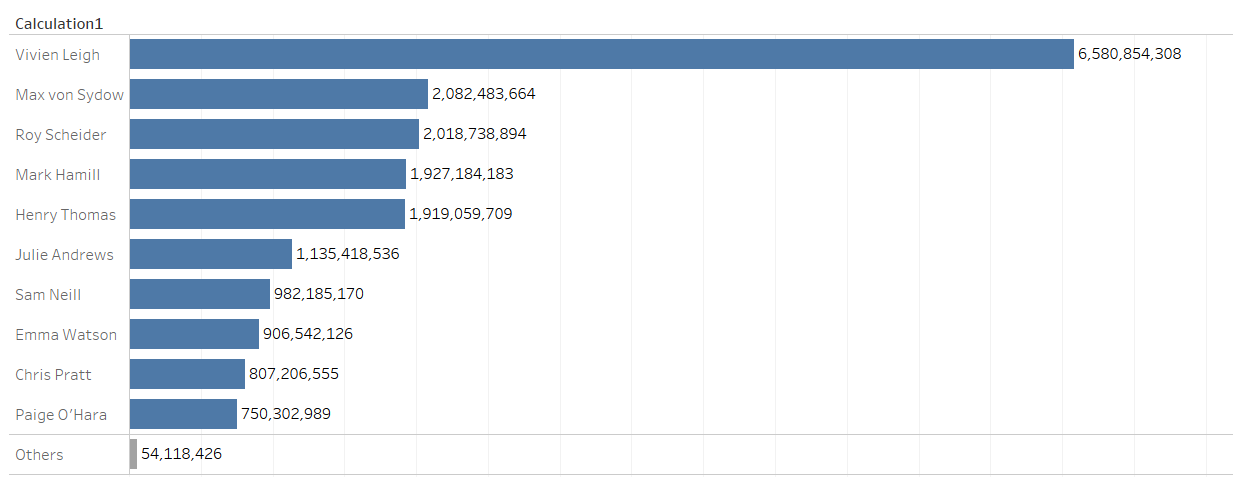 Calculation1
Vivien Leigh 6,580,854,308
Max von Sydow 2,082,483,664
Roy Scheider 2,018,738,894
Mark Hamill 1,927,184,183
Henry Thomas 1,919,059,709
Julie Andrews 1,135,418,536
Sam Neill 982,185,170
Emma Watson 906,542,126
Chris Pratt 807,206,555
Paige O’Hara 750,302,989
Others 54,118,426